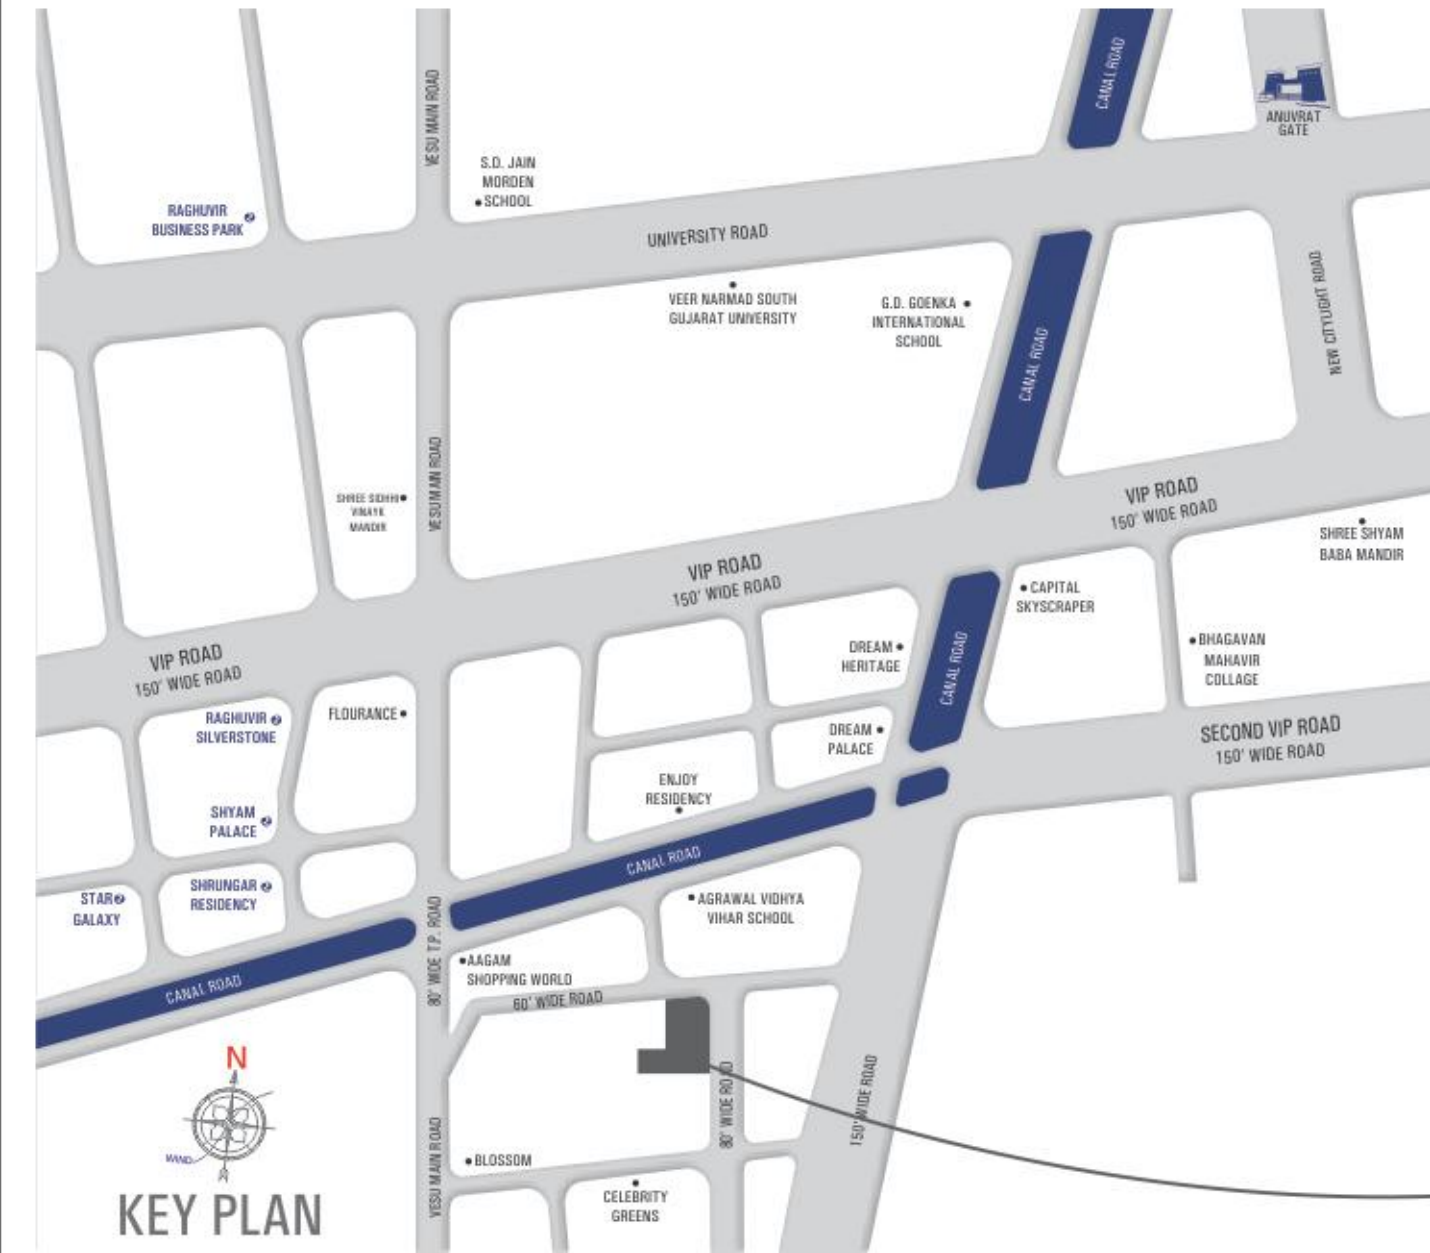 CANAL ROAD
VESU MAIN ROAD
ANUVRAT
GATE
S.D. JAIN
MORDEN
SCHOOL
RAGHUVIR
BUSINESS PARK
UNIVERSITY ROAD
VEER NARMAD SOUTH
GUJARAT UNIVERSITY
G.D. GOENKA
INTERNATIONAL
SCHOOL
CANAL ROAD
NEW CITYLIGHT ROAD
SHREE SIDHHI
VINAYK
MANDIR
VESU MAIN ROAD
VIP ROAD
150' WIDE ROAD
SHREE SHYAM
BABA MANDIR
VIP ROAD
150' WIDE ROAD
CAPITAL
SKYSCRAPER
DREAM
HERITAGE
CANAL ROAD
BHAGAVAN
MAHAVIR
COLLAGE
VIP ROAD
150' WIDE ROAD
RAGHUVIR
SILVERSTONE
FLOURANCE
DREAM
PALACE
SECOND VIP ROAD
150' WIDE ROAD
ENJOY
RESIDENCY
SHYAM
PALACE
CANAL ROAD
STAR
GALAXY
SHRUNGAR
RESIDENCY
AGRAWAL VIDHYA
VIHAR SCHOOL
80' WIDE T.P. ROAD
AAGAM
SHOPPING WORLD
60' WIDE ROAD
CANAL ROAD
N
WIND
KEY PLAN
80' WIDE ROAD
150' WIDE ROAD
VESU MAIN ROAD
BLOSSOM
CELEBRITY
GREENS